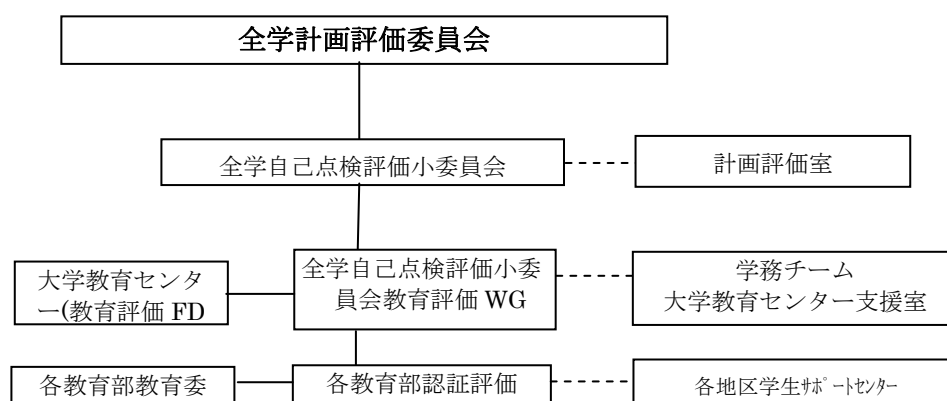 全学計画評価委員会
全学自己点検評価小委員会
計画評価室
大学教育センタ
ー(教育評価 FD
全学自己点検評価小委
員会教育評価 WG
学務チーム
大学教育センター支援室
各教育部教育委
各教育部認証評価
各地区学生ｻﾎﾟｰﾄｾﾝﾀｰ